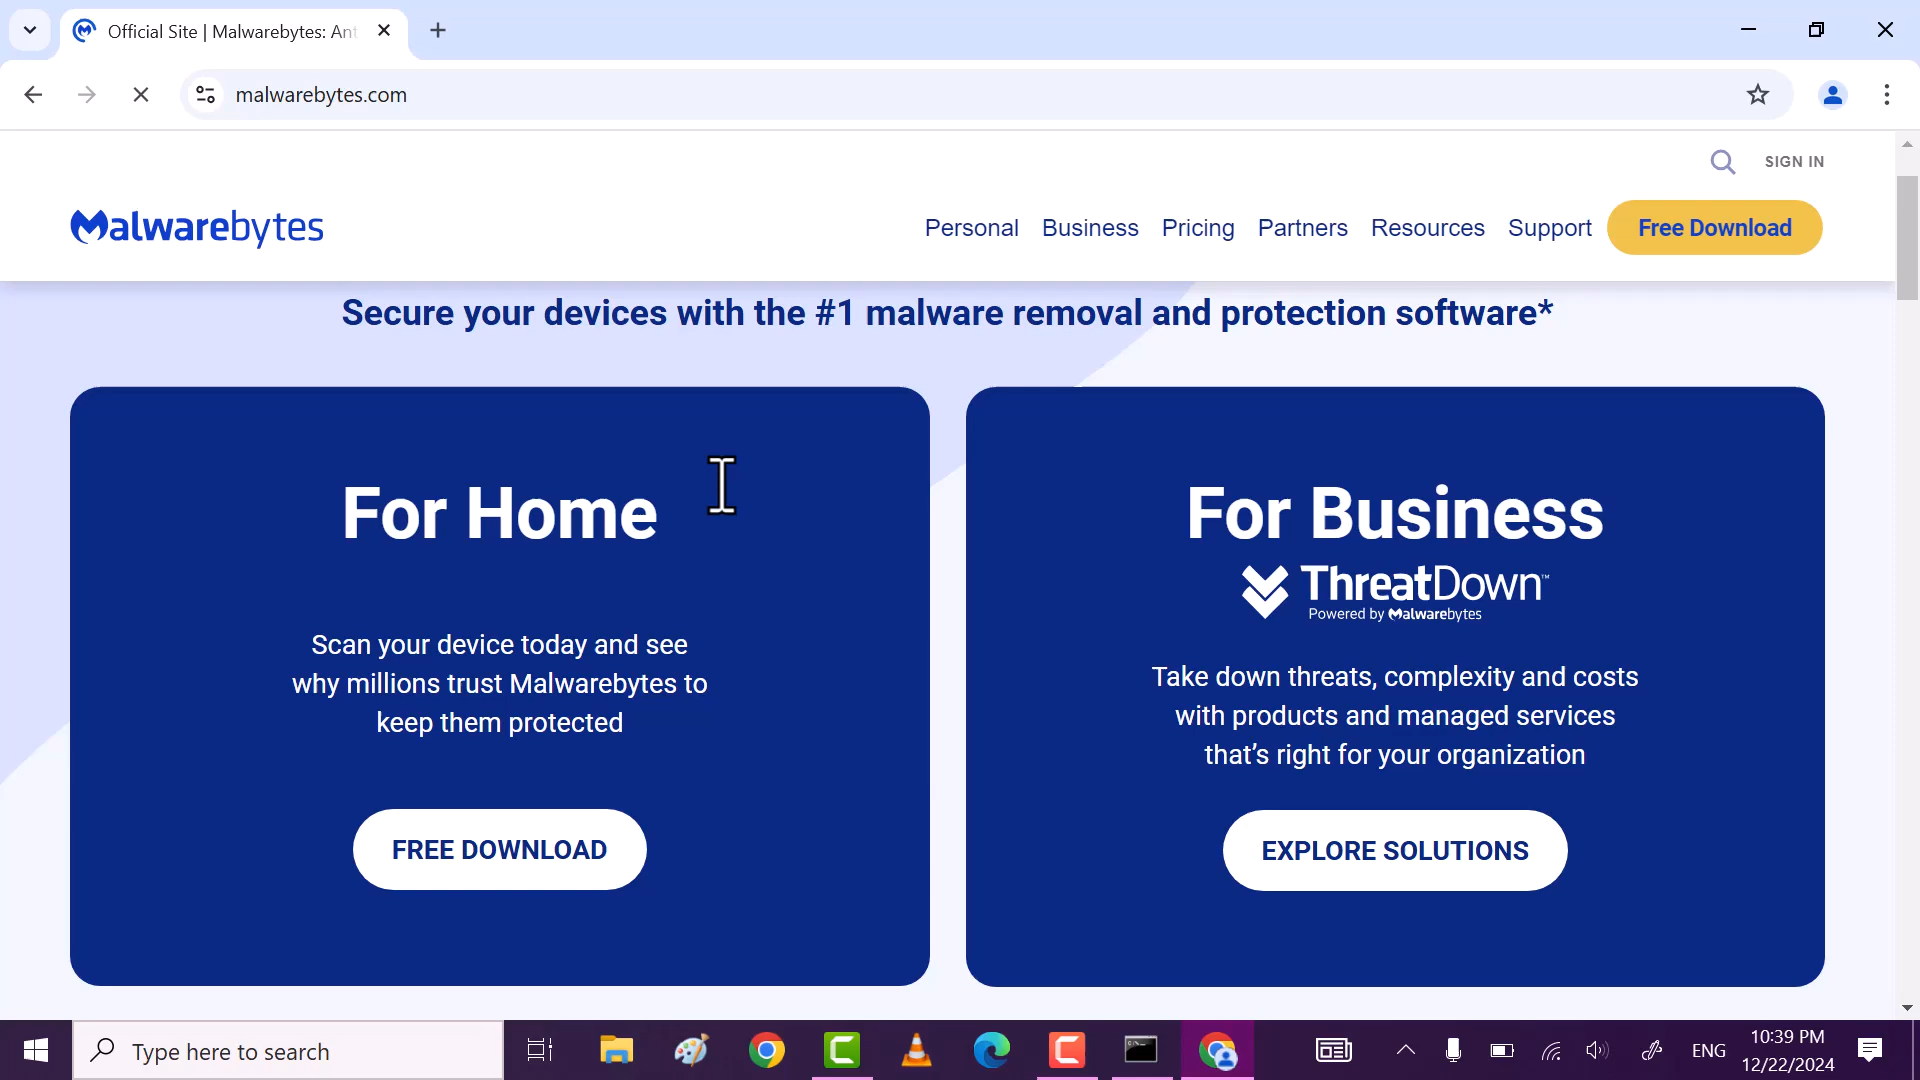 Official Site | Malwarebytes: Ant
malwarebytes.com
SIGN IN
Malwarebytes
Personal Business Pricing Partners Resources Support Free Download
Secure your devices with the #1 malware removal and protection software*
For Home
Scan your device today and see
why millions trust Malwarebytes to
keep them protected
FREE DOWNLOAD
For Business
ThreatDown™
Powered by Malwarebytes
Take down threats, complexity and costs
with products and managed services
that's right for your organization
EXPLORE SOLUTIONS
Type here to search
ENG
10:39 PM
12/22/2024